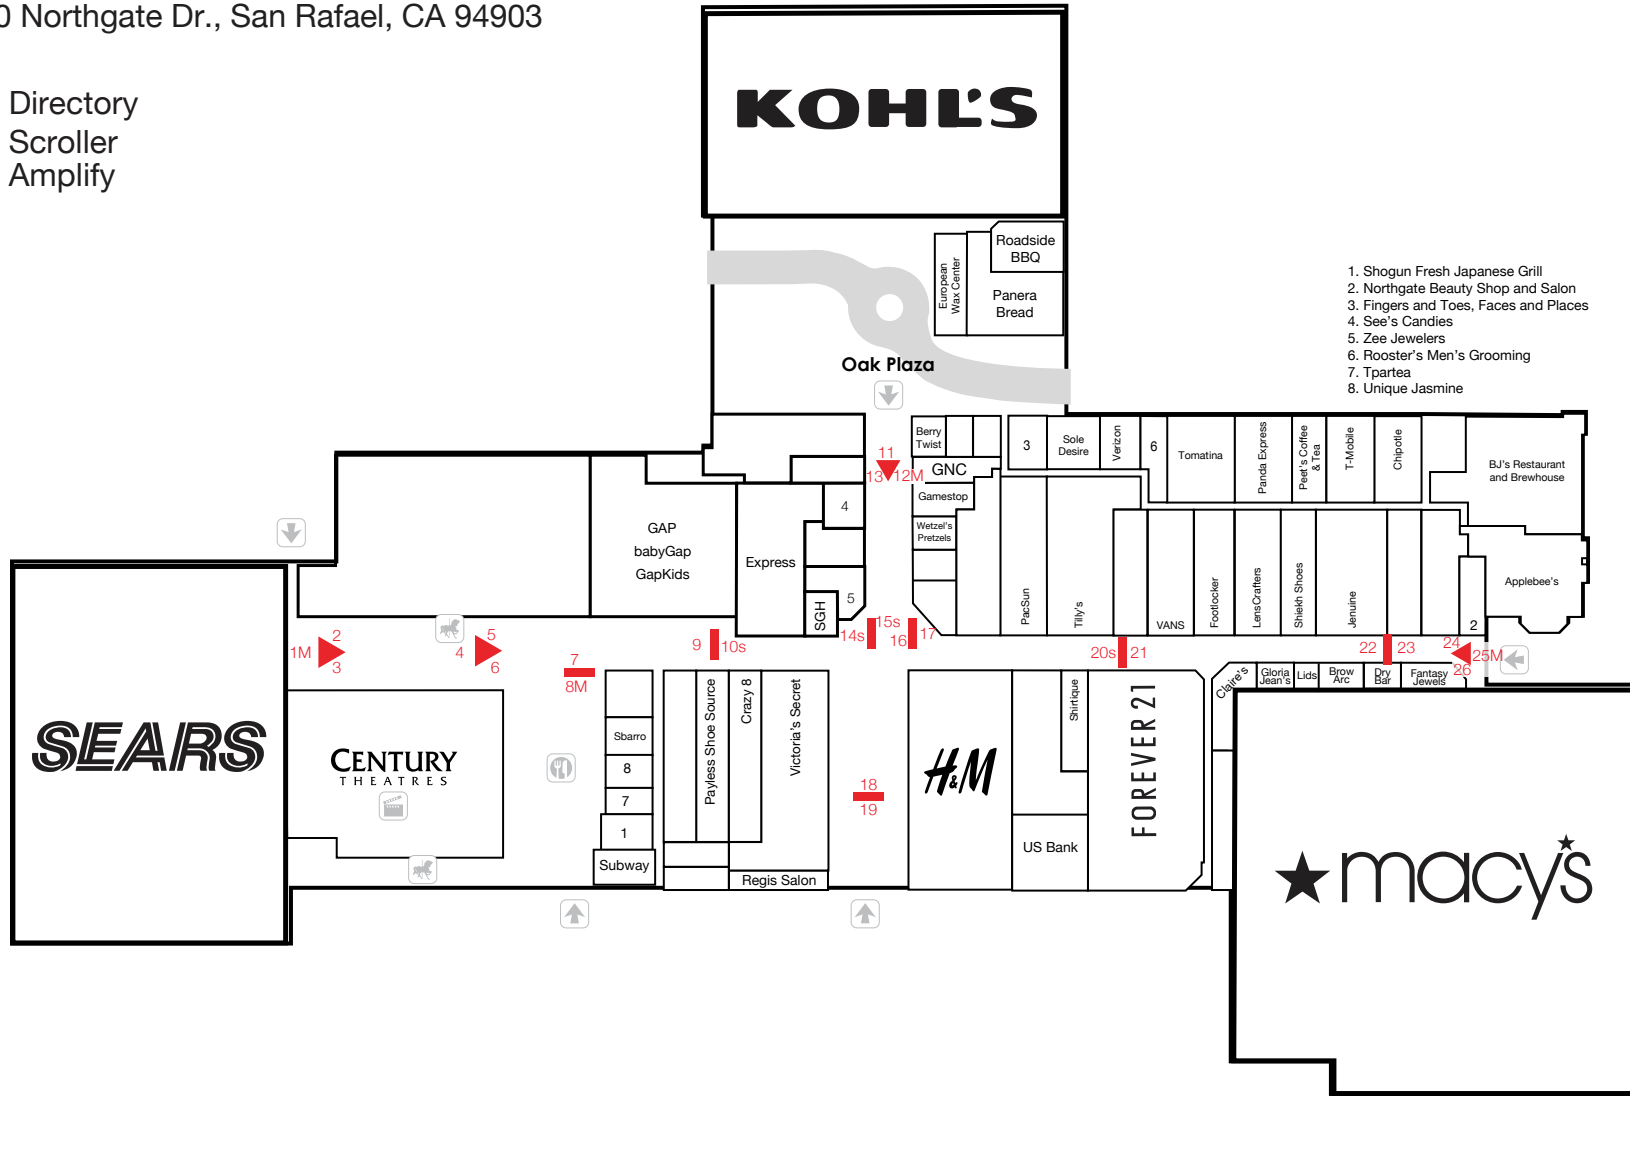 0 Northgate Dr., San Rafael, CA 94903
Directory
Scroller
Amplify
KOHL'S
Roadside
BBQ
European
Wax Center
Panera
Bread
Oak Plaza
1. Shogun Fresh Japanese Grill
2. Northgate Beauty Shop and Salon
3. Fingers and Toes, Faces and Places
4. See's Candies
5. Zee Jewelers
6. Rooster's Men's Grooming
7. Tpartea
8. Unique Jasmine
Berry
Twist
3
Sole
Desire
Verizon
6
Tomatina
Panda Express
Peet's Coffee
& Tea
T-Mobile
Chipotle
BJ's Restaurant
and Brewhouse
11
13
12M
GNC
Gamestop
Wetzel's
Pretzels
4
GAP
babyGap
GapKids
Express
5
SGH
PacSun
Tilly's
VANS
Footlocker
LensCrafters
Shiekh Shoes
Jenuine
2
Applebee's
1M
2
3
4
5
6
7
8M
9
10s
14s
15s
16
17
20s
21
22
23
24
25M
26
SEARS
CENTURY
THEATRES
Sbarro
8
7
1
Subway
Payless Shoe Source
Crazy 8
Victoria's Secret
Regis Salon
18
19
H&M
Shirtique
US Bank
FOREVER 21
Claire's
Gloria
Jean's
Lids
Brow
Arc
Dry
Bar
Fantasy
Jewels
macy's